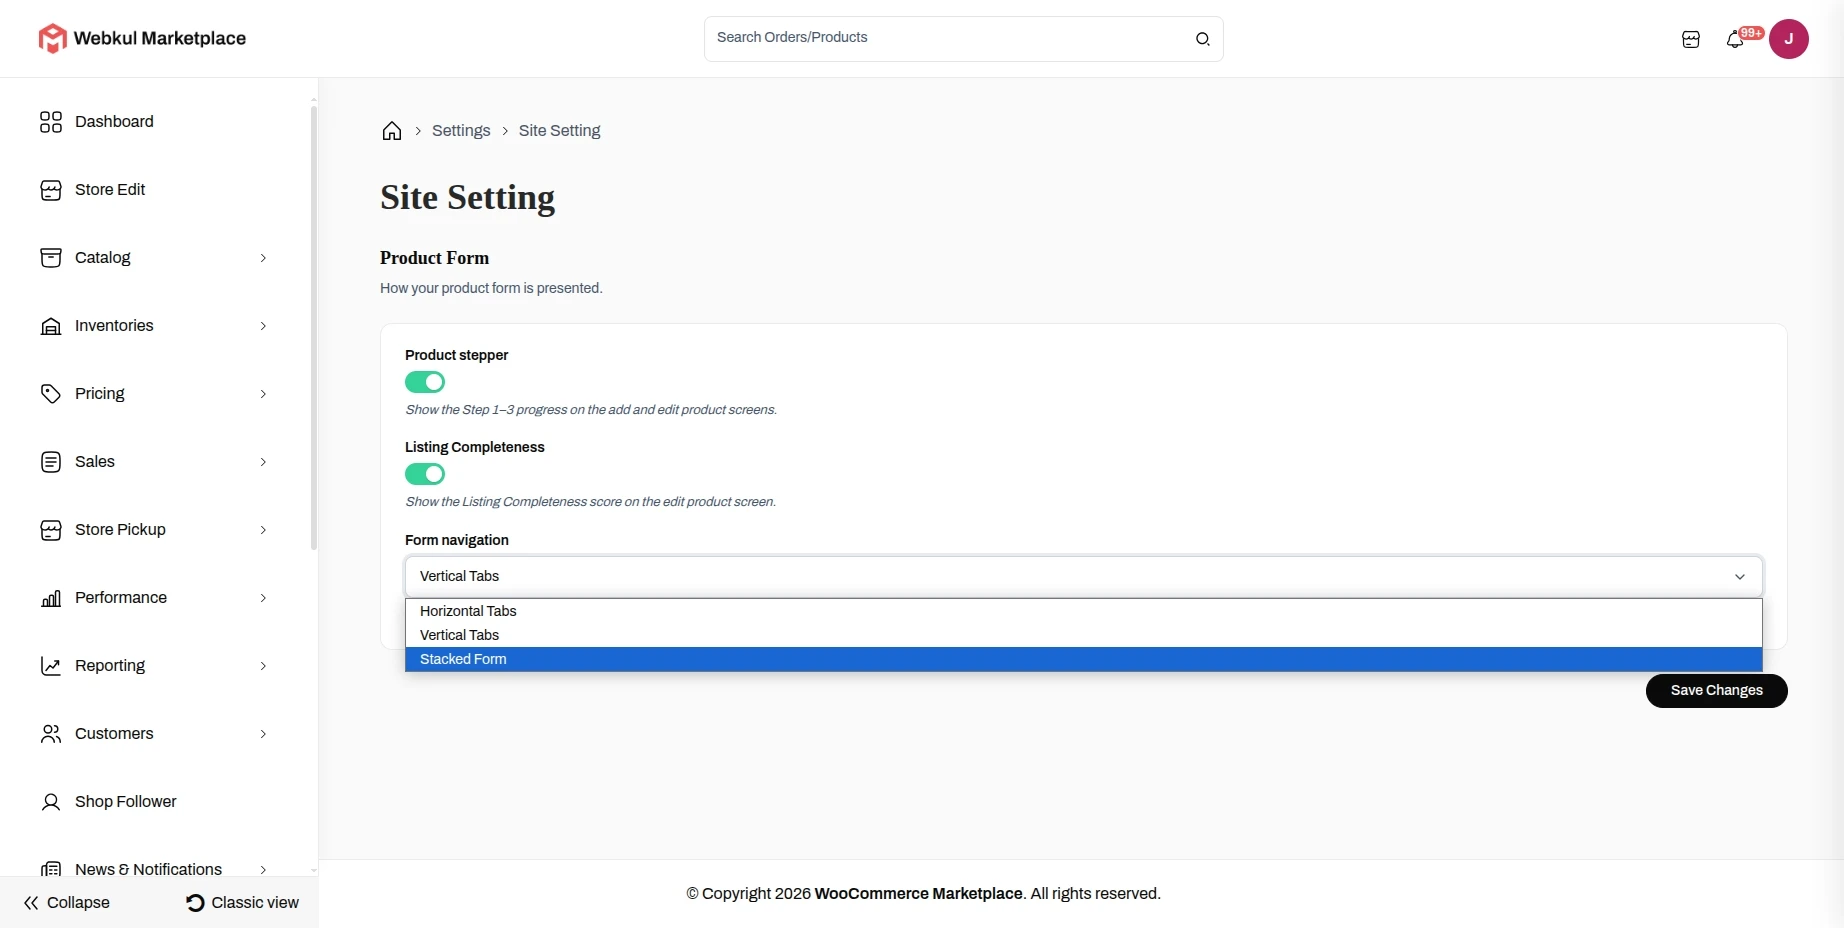 Webkul Marketplace
Search Orders/Products
99+
J
Dashboard
Store Edit
Catalog
Inventories
Pricing
Sales
Store Pickup
Performance
Reporting
Customers
Shop Follower
News & Notifications
Collapse
Classic view
Settings
Site Setting
Site Setting
Product Form
How your product form is presented.
Product stepper
Show the Step 1–3 progress on the add and edit product screens.
Listing Completeness
Show the Listing Completeness score on the edit product screen.
Form navigation
Vertical Tabs
Horizontal Tabs
Vertical Tabs
Stacked Form
Save Changes
© Copyright 2026 WooCommerce Marketplace. All rights reserved.